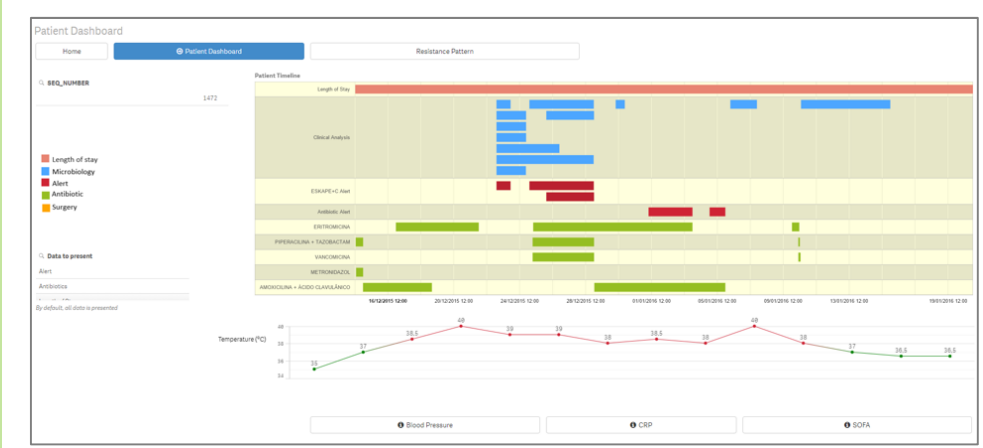 Patient Dashboard
Home
Patient Dashboard
Resistance Pattern
SEQ_NUMBER
1472
Length of stay
Microbiology
Alert
Antibiotic
Surgery
Data to present
Alert
Antibiotics
By default, all data is presented
Patient Timeline
Length of Stay
Clinical Analysis
ESKAPE+C Alert
Antibiotic Alert
ERITROMICINA
PIPERACILINA + TAZOBACTAM
VANCOMICINA
METRONIDAZOL
AMOXICILINA + ÁCIDO CLAVULÂNICO
16/12/2015 12:00 20/12/2015 12:00 24/12/2015 12:00 28/12/2015 12:00 01/01/2016 12:00 05/01/2016 12:00 09/01/2016 12:00 13/01/2016 12:00 19/01/2016 12:00
Temperature (ºC)
40
38
36
34
35 37 38,5 40 39 39 38 38,5 38 40 38 37 36,5 36,5
Blood Pressure
CRP
SOFA